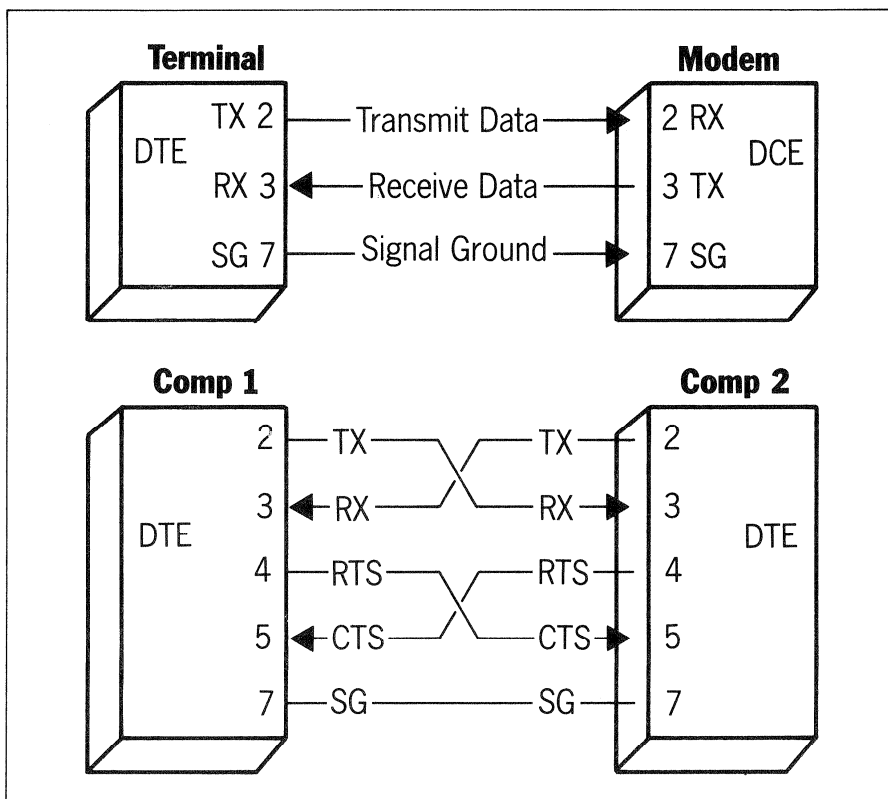 Terminal Modem
TX 2 Transmit Data 2 RX
DTE DCE
RX 3 Receive Data 3 TX
SG 7 Signal Ground 7 SG
Comp 1 Comp 2
2 TX TX 2
3 RX RX 3
DTE DTE
4 RTS RTS 4
5 CTS CTS 5
7 SG SG 7